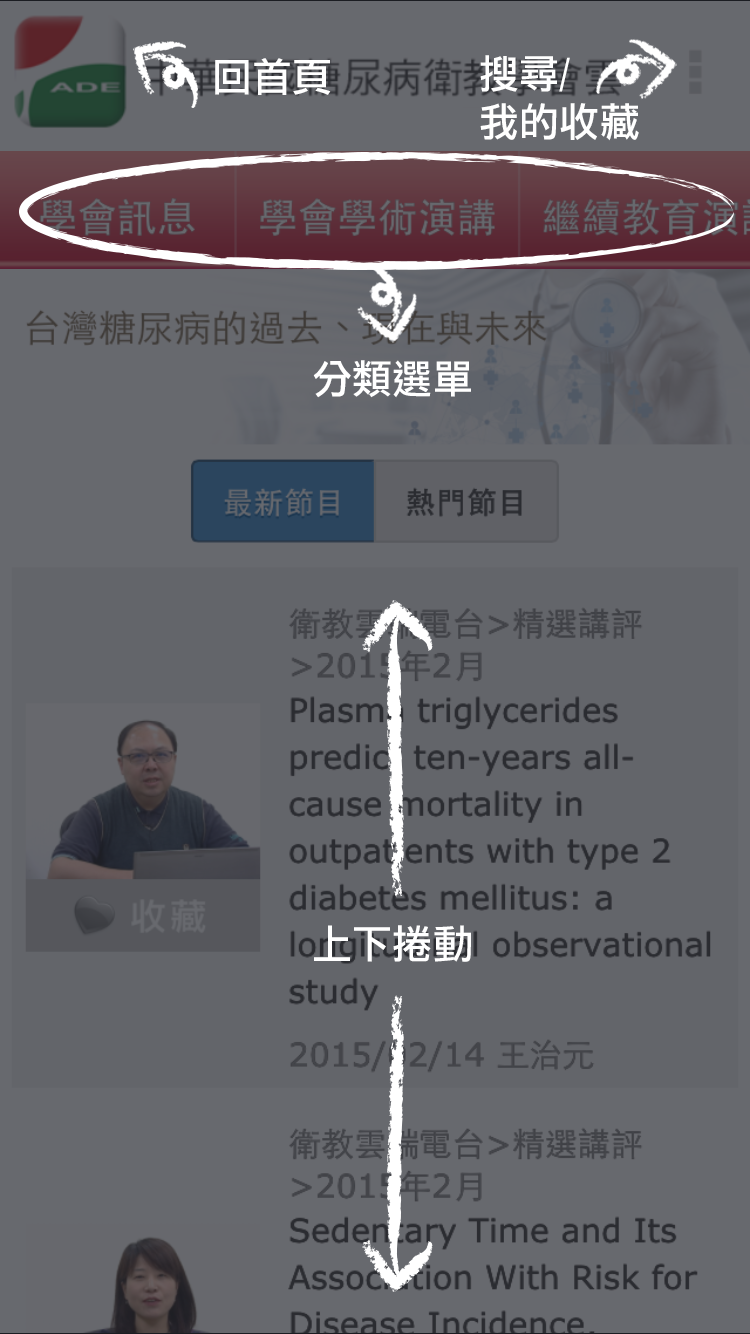 ADE
回首頁
搜尋/
我的收藏
學會訊息
學會學術演講
繼續教育演
台灣糖尿病的過去、現在與未來
分類選單
最新節目
熱門節目
衛教雲端電台>精選講評
>2015年2月
Plasma triglycerides
predict ten-years all-
cause mortality in
outpatients with type 2
diabetes mellitus: a
longitudinal observational
study
收藏
上下捲動
2015/02/14 王治元
衛教雲端電台>精選講評
>2015年2月
Sedentary Time and Its
Association With Risk for
Disease Incidence,